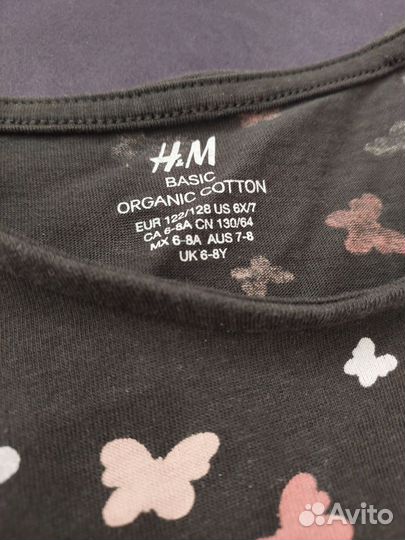 H&M
BASIC
ORGANIC COTTON
EUR 122/128 US 6X/7
CA 6-8A CN 130/64
MX 6-8A AUS 7-8
UK 6-8Y
Avito